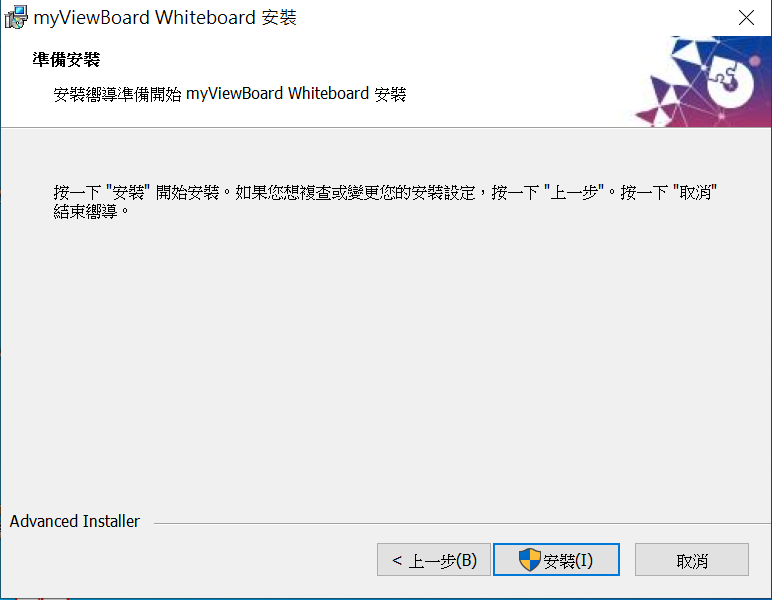 myViewBoard Whiteboard 安裝
準備安裝
安裝嚮導準備開始 myViewBoard Whiteboard 安裝
按一下 "安裝" 開始安裝。如果您想複查或變更您的安裝設定，按一下 "上一步"。按一下 "取消"
結束嚮導。
Advanced Installer
< 上一步(B)
安裝(I)
取消